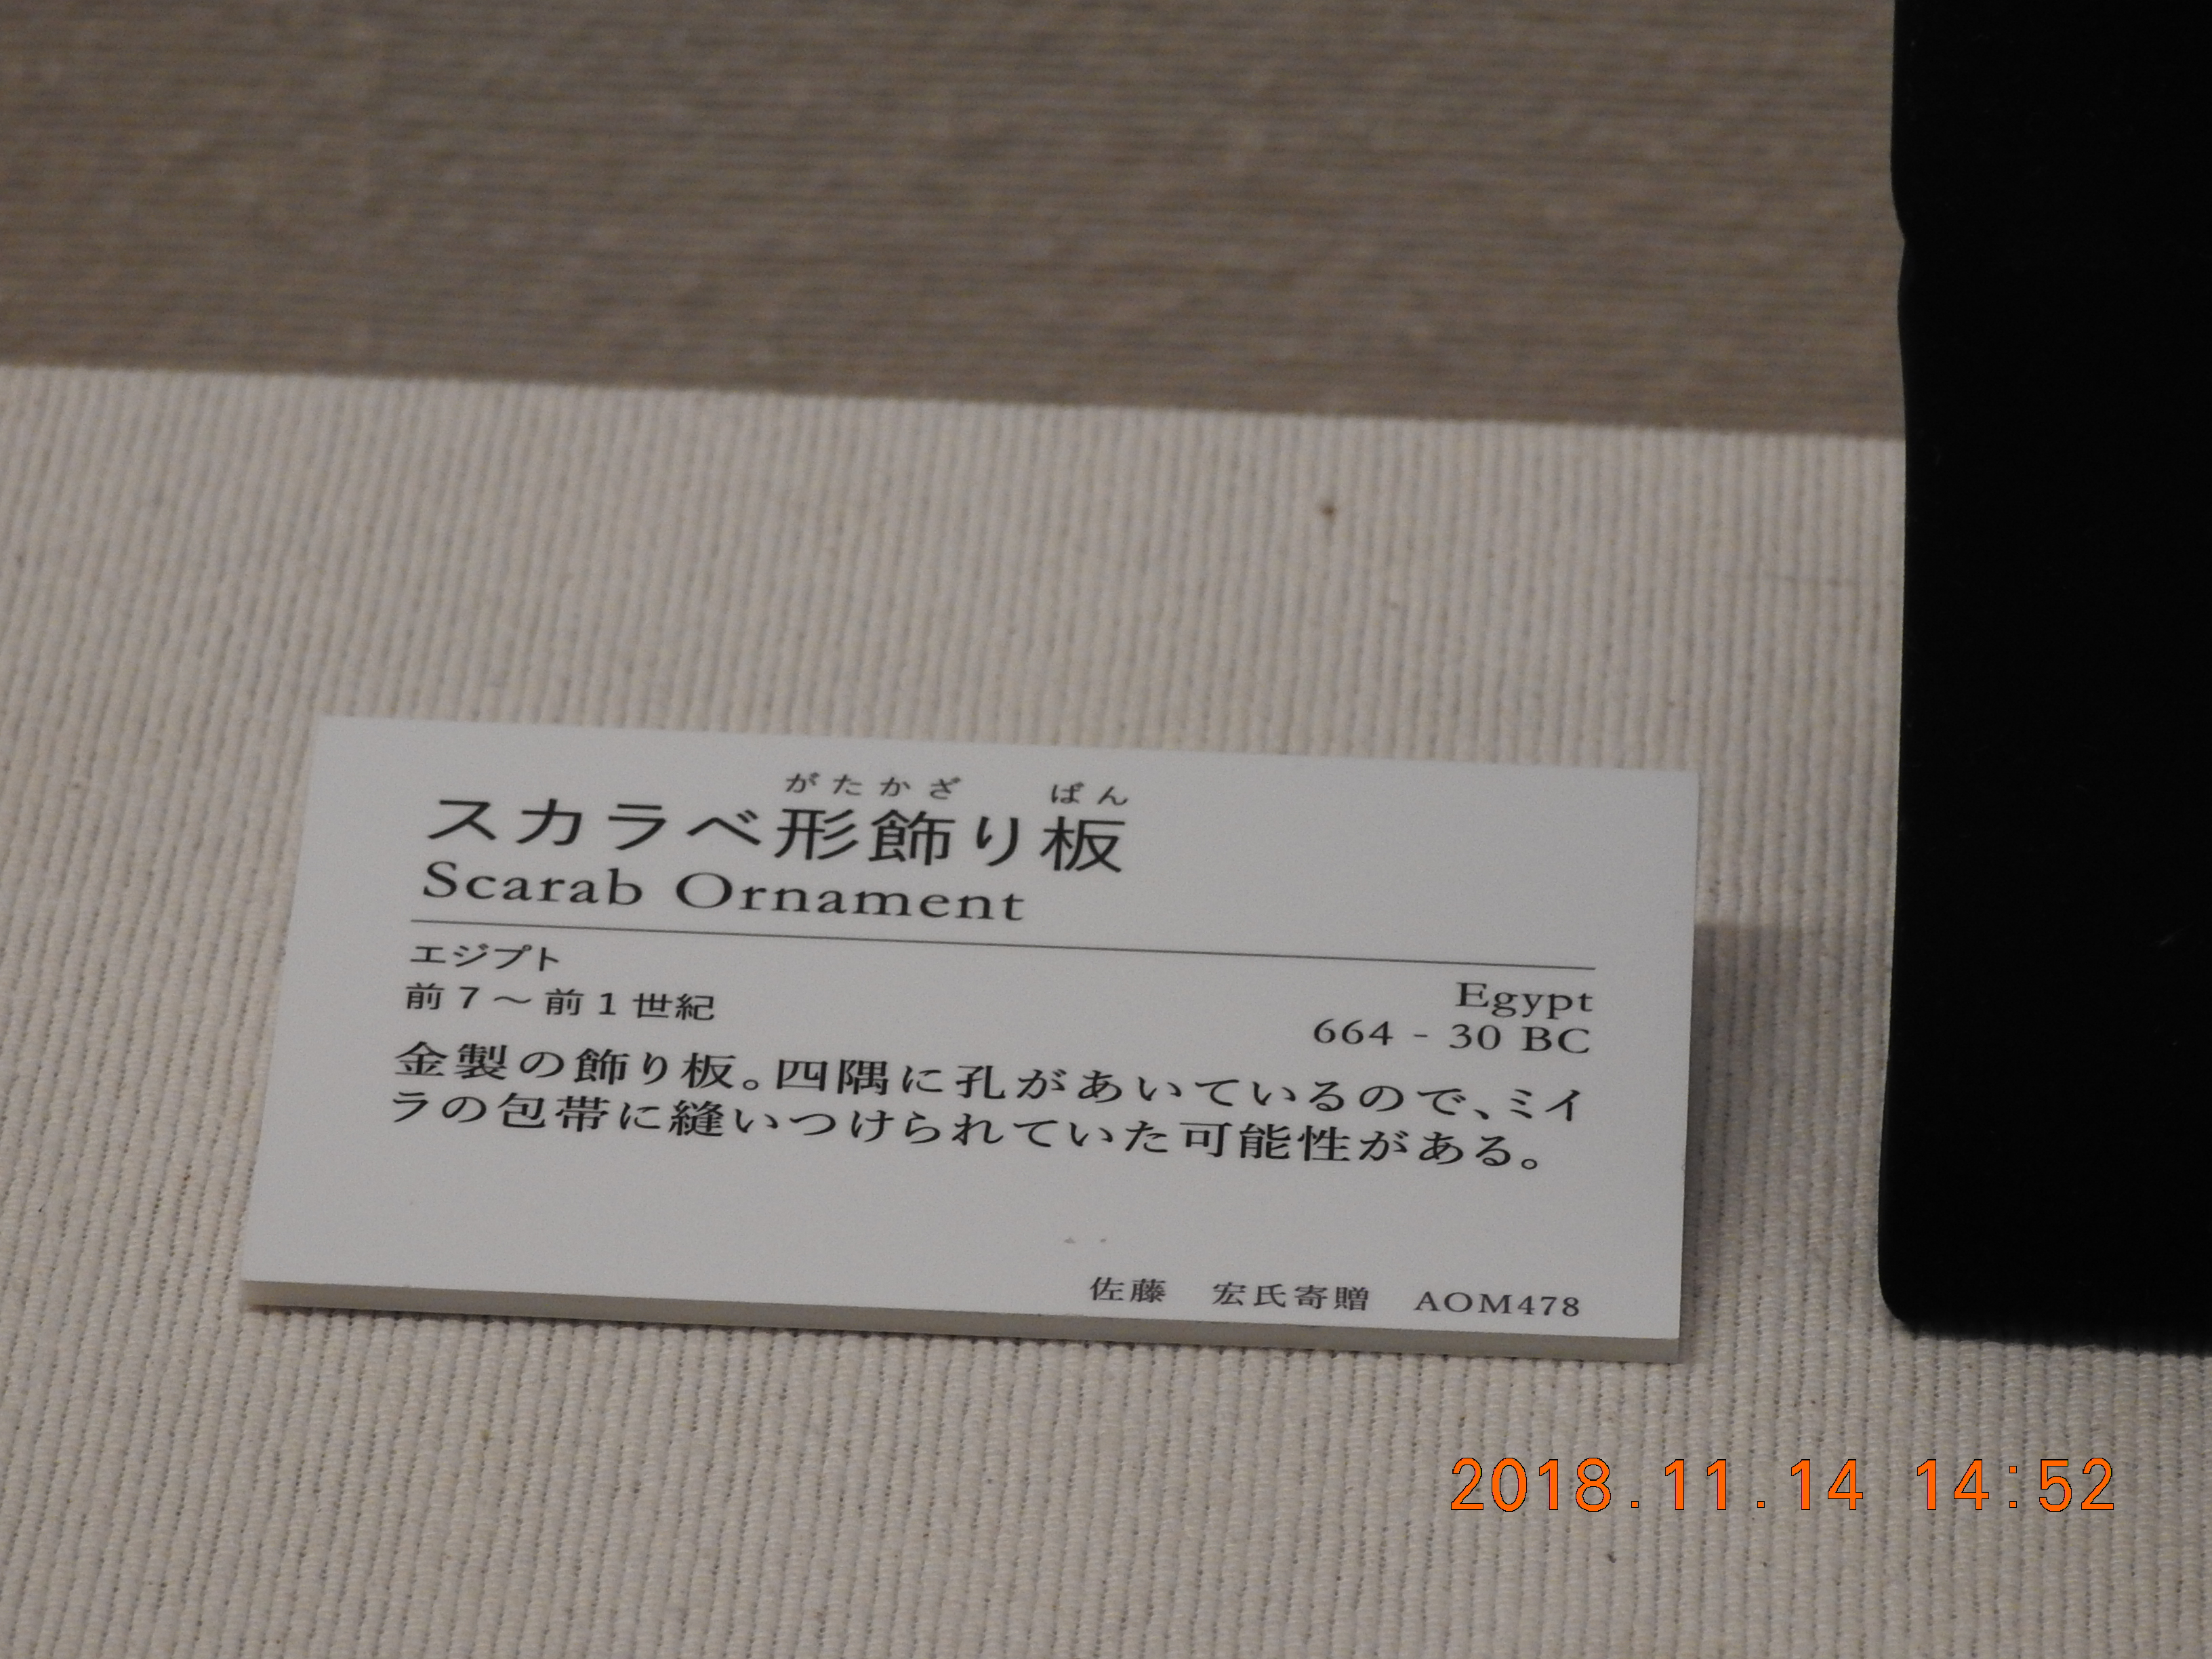 がたかざ ばん
スカラベ形飾り板
Scarab Ornament
エジプト
Egypt
前7～前1世紀
664 - 30 BC
金製の飾り板。四隅に孔があいているので、ミイ
ラの包帯に縫いつけられていた可能性がある。
佐藤　宏氏寄贈　AOM478
2018.11.14 14:52